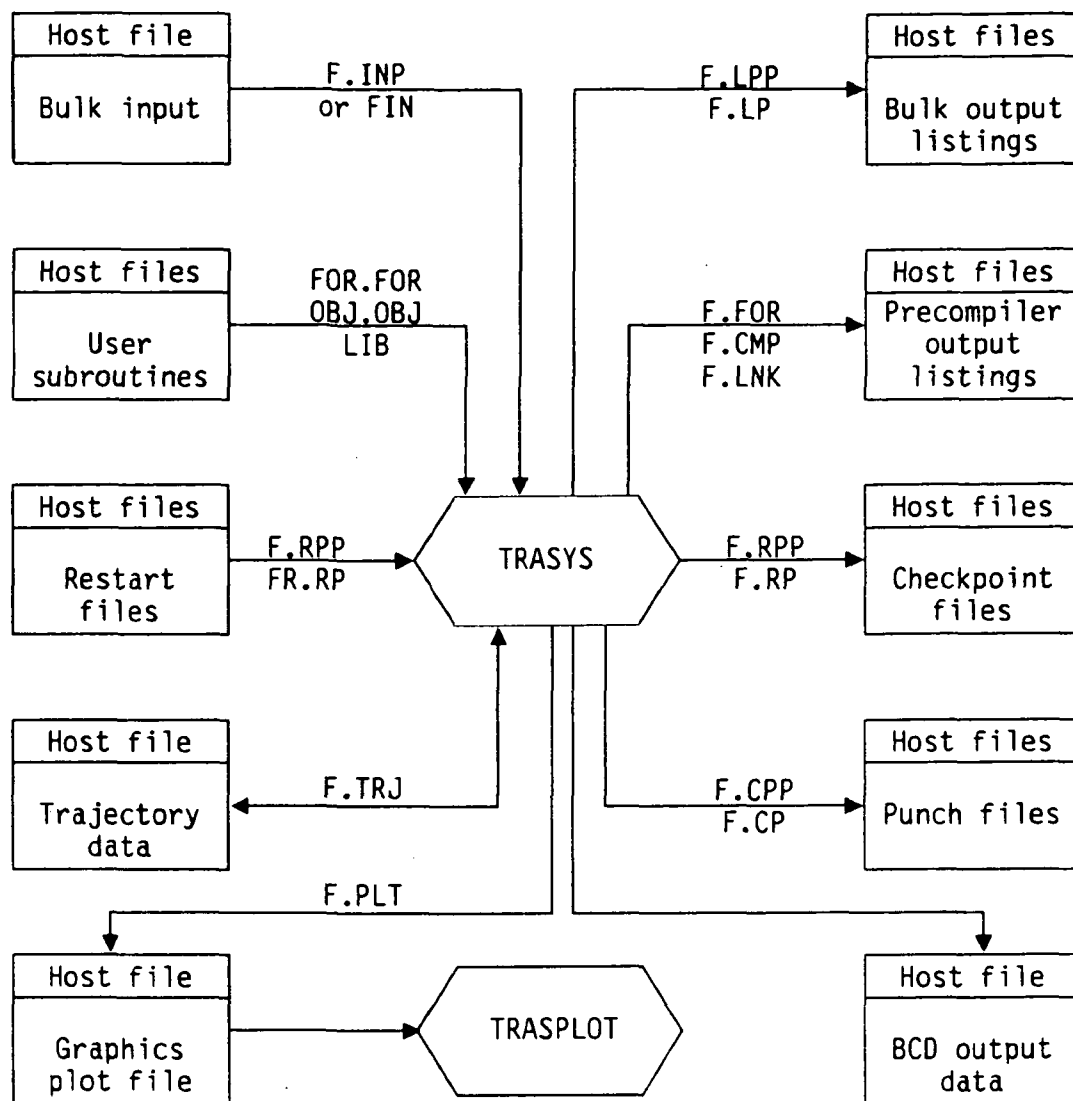 Host file
Bulk input
F.INP
or FIN
F.LPP
F.LP
Host files
Bulk output
listings
Host files
User
subroutines
FOR.FOR
OBJ.OBJ
LIB
F.FOR
F.CMP
F.LNK
Host files
Precompiler
output
listings
Host files
Restart
files
F.RPP
FR.RP
TRASYS
F.RPP
F.RP
Host files
Checkpoint
files
Host file
Trajectory
data
F.TRJ
F.CPP
F.CP
Host files
Punch files
F.PLT
Host file
Graphics
plot file
TRASPLOT
Host file
BCD output
data